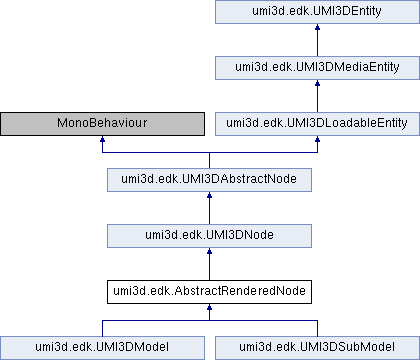 umi3d.edk.UMI3DEntity
umi3d.edk.UMI3DMediaEntity
MonoBehaviour
umi3d.edk.UMI3DLoadableEntity
umi3d.edk.UMI3DAbstractNode
umi3d.edk.UMI3DNode
umi3d.edk.AbstractRenderedNode
umi3d.edk.UMI3DModel
umi3d.edk.UMI3DSubModel